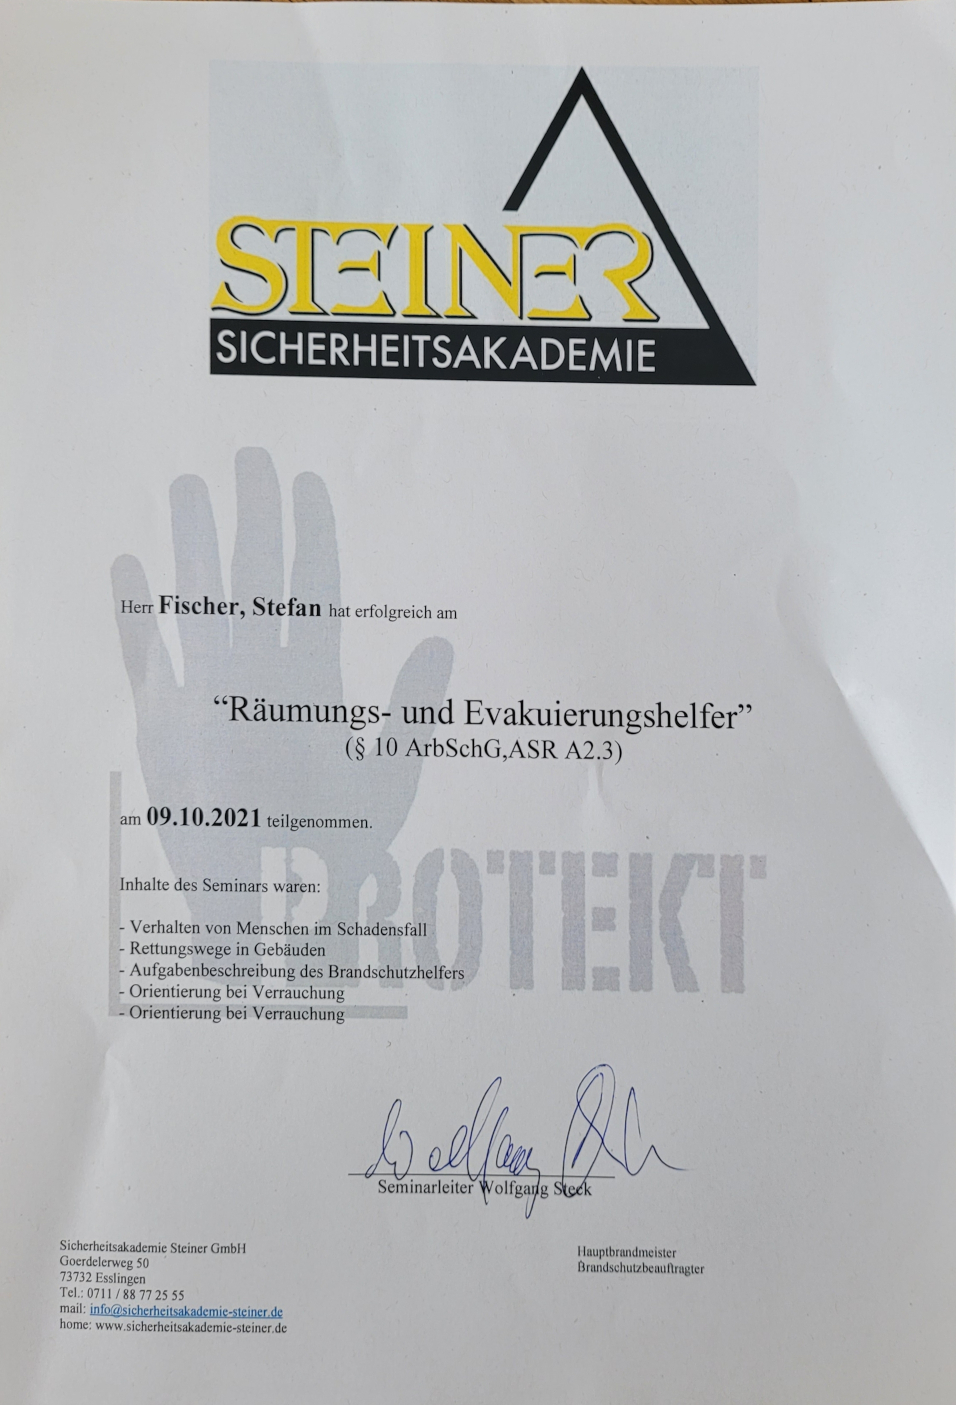 STEINER
SICHERHEITSAKADEMIE
Herr Fischer, Stefan hat erfolgreich am
“Räumungs- und Evakuierungshelfer”
(§ 10 ArbSchG,ASR A2.3)
am 09.10.2021 teilgenommen.
PROTEKT
Inhalte des Seminars waren:
- Verhalten von Menschen im Schadensfall
- Rettungswege in Gebäuden
- Aufgabenbeschreibung des Brandschutzhelfers
- Orientierung bei Verrauchung
- Orientierung bei Verrauchung
Seminarleiter Wolfgang Steck
Sicherheitsakademie Steiner GmbH
Goerdelerweg 50
73732 Esslingen
Tel.: 0711 / 88 77 25 55
mail: info@sicherheitsakademie-steiner.de
home: www.sicherheitsakademie-steiner.de
Hauptbrandmeister
Brandschutzbeauftragter